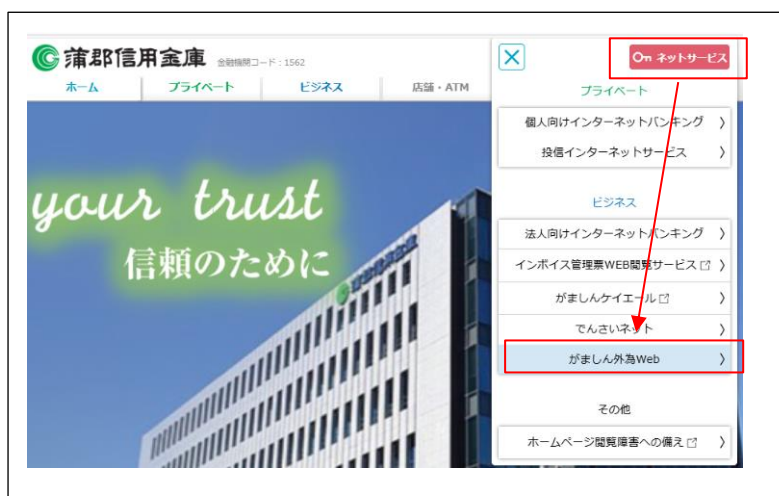 蒲郡信用金庫 金融機関コード:1562
ホーム プライベート ビジネス 店舗・ATM
your trust
信頼のために
蒲郡信用金庫
ネットサービス
プライベート
個人向けインターネットバンキング
投信インターネットサービス
ビジネス
法人向けインターネットバンキング
インボイス管理票WEB閲覧サービス
がましんケイエール
でんさいネット
がましん外為Web
その他
ホームページ閲覧障害への備え